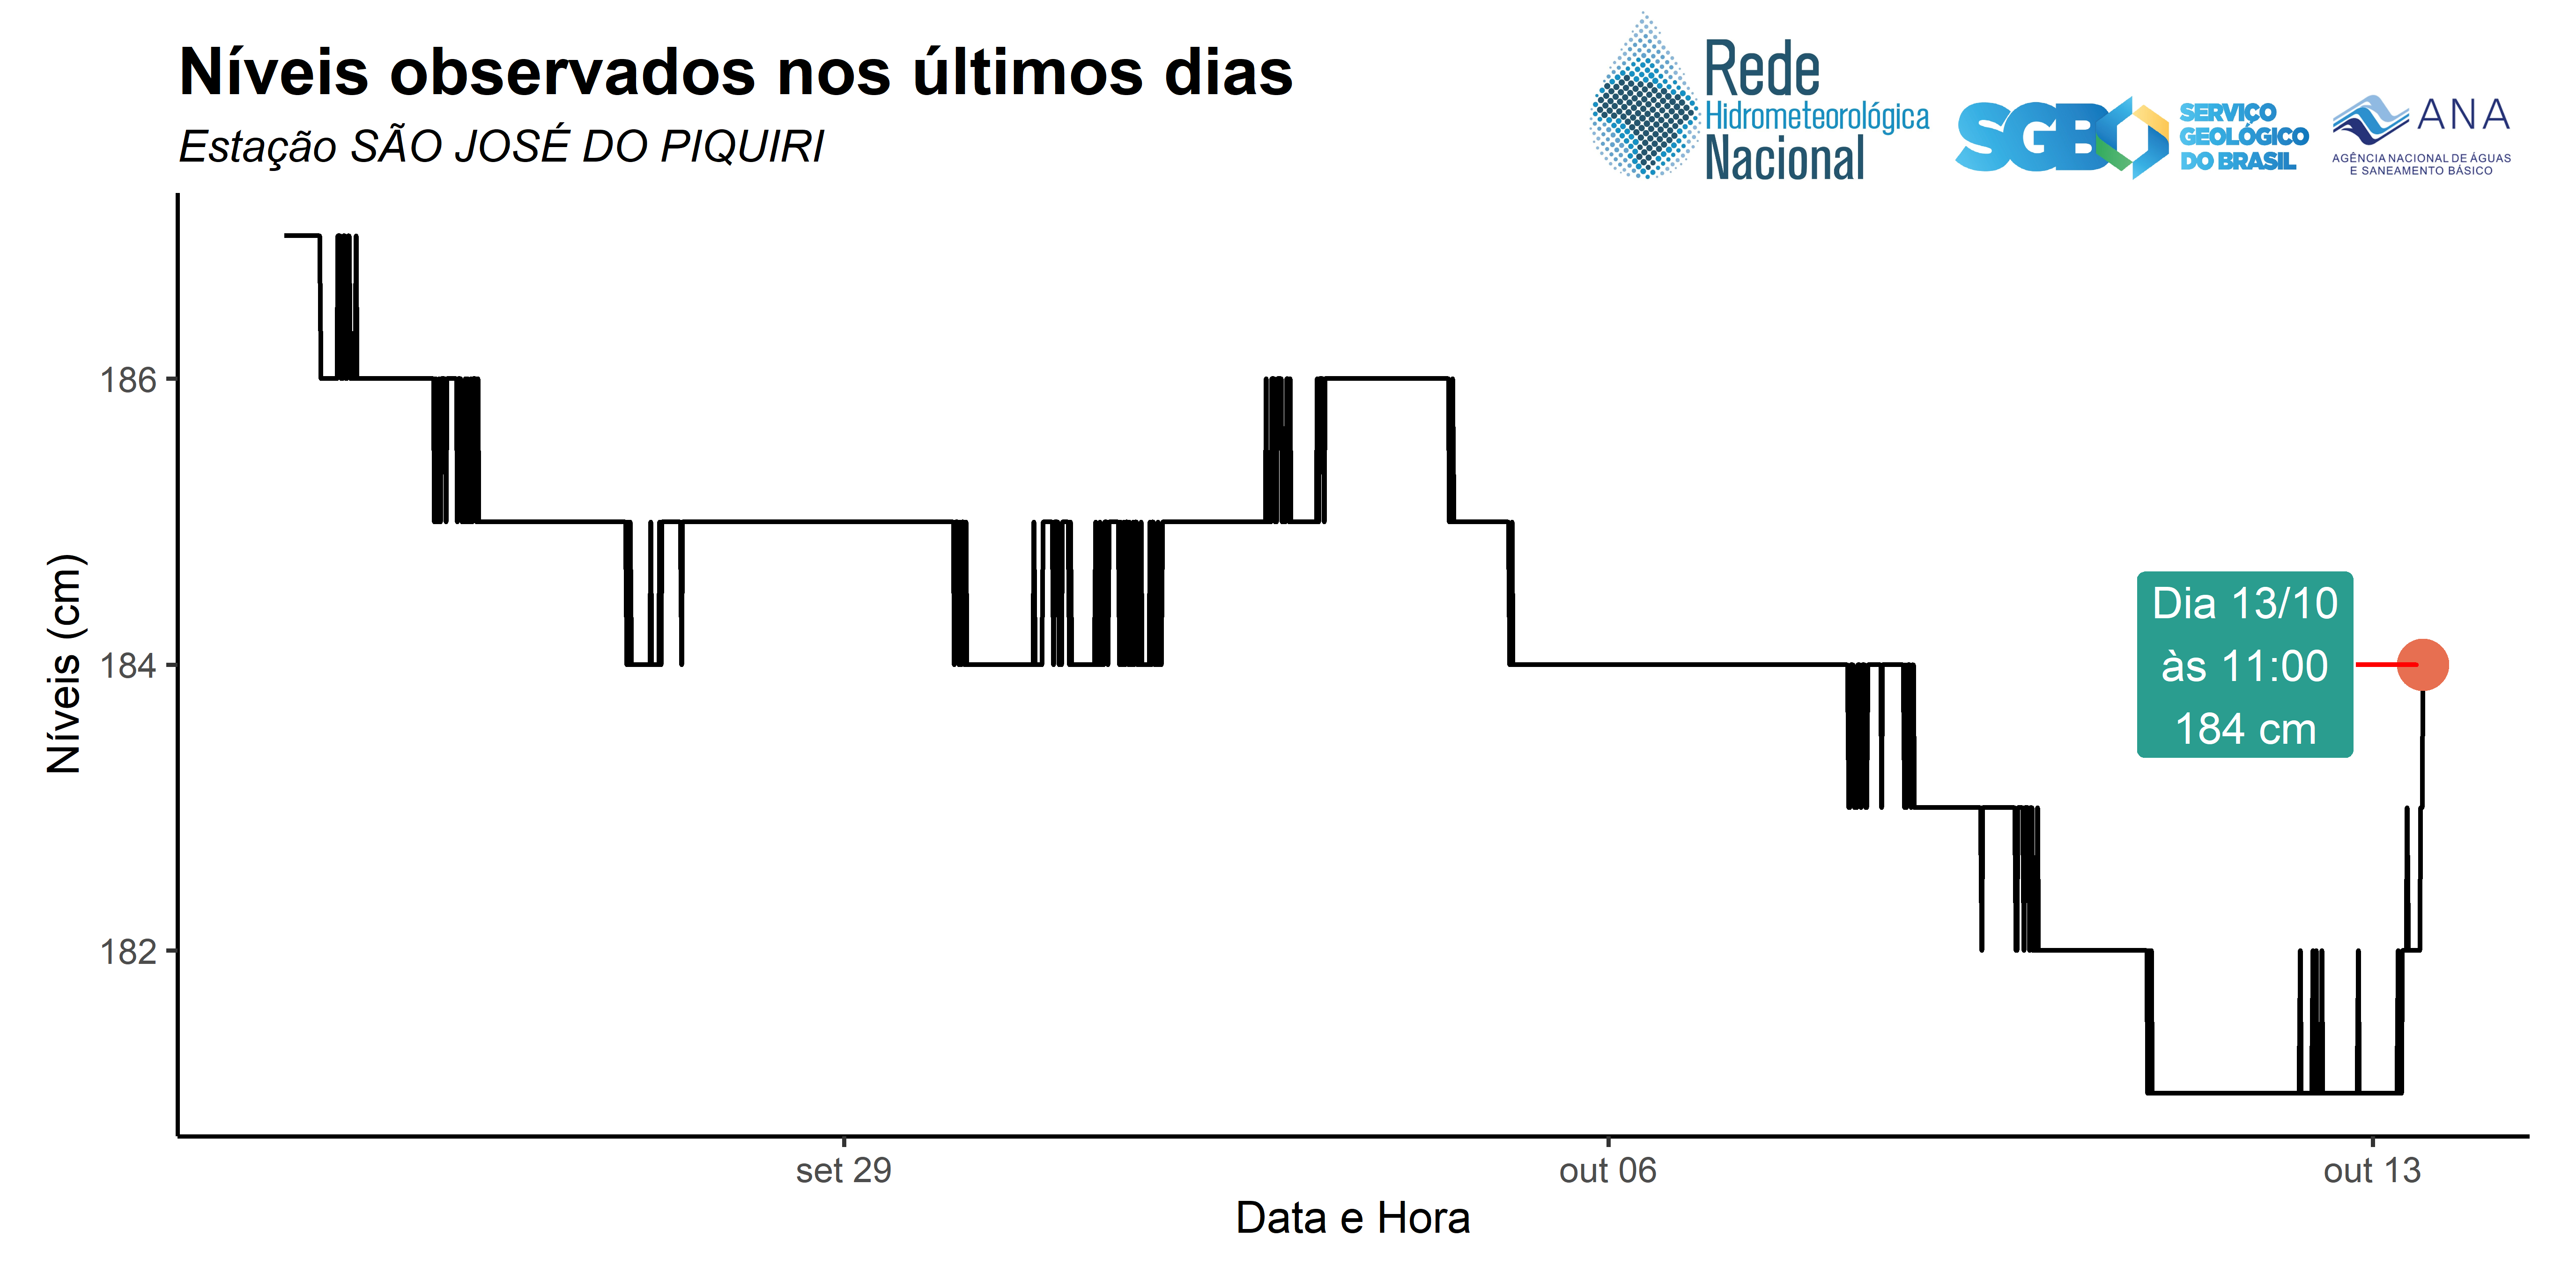 Níveis observados nos últimos dias
Estação SÃO JOSÉ DO PIQUIRI
Rede
Hidrometeorológica
Nacional
SGB
SERVIÇO
GEOLÓGICO
DO BRASIL
ANA
AGÊNCIA NACIONAL DE ÁGUAS
E SANEAMENTO BÁSICO
Níveis (cm)
186
184
182
Dia 13/10
às 11:00
184 cm
set 29
out 06
out 13
Data e Hora